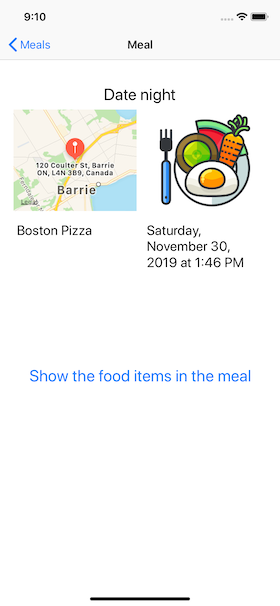 9:10
Meals
Meal
Date night
120 Coulter St, Barrie
ON, L4N 3B9, Canada
Barrie
Legal
Boston Pizza
Saturday,
November 30,
2019 at 1:46 PM
Show the food items in the meal